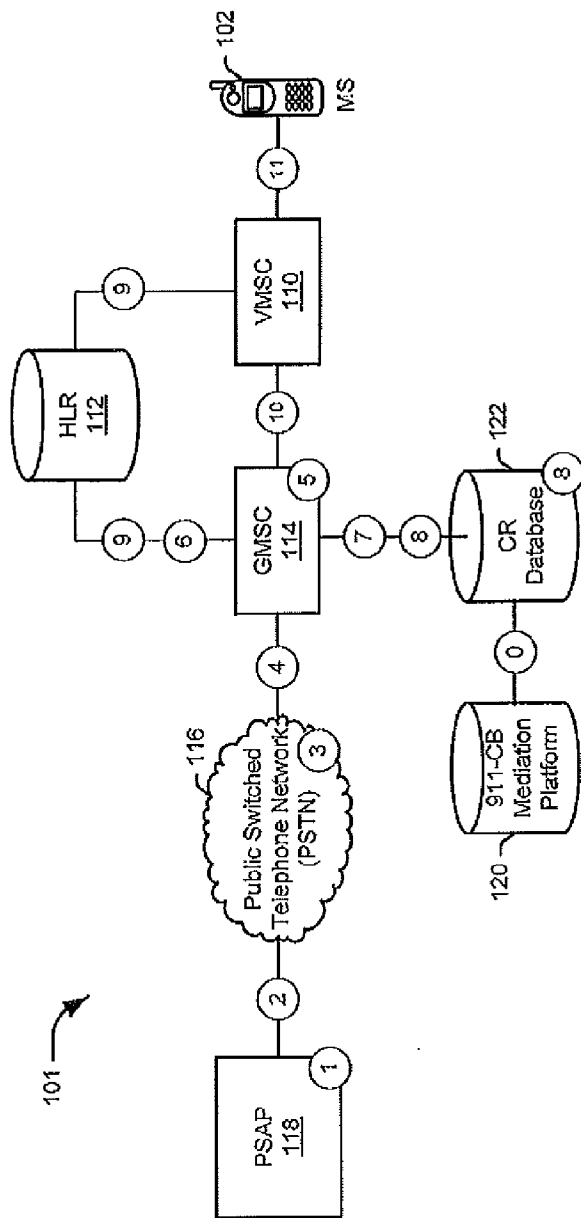 101
PSAP
118
1
2
116
Public Switched
Telephone Network
(PSTN)
3
4
GMSC
114
5
6
9
HLR
112
9
7
8
10
VMSC
110
11
102
MS
120
911-CB
Mediation
Platform
0
122
CR
Database
8